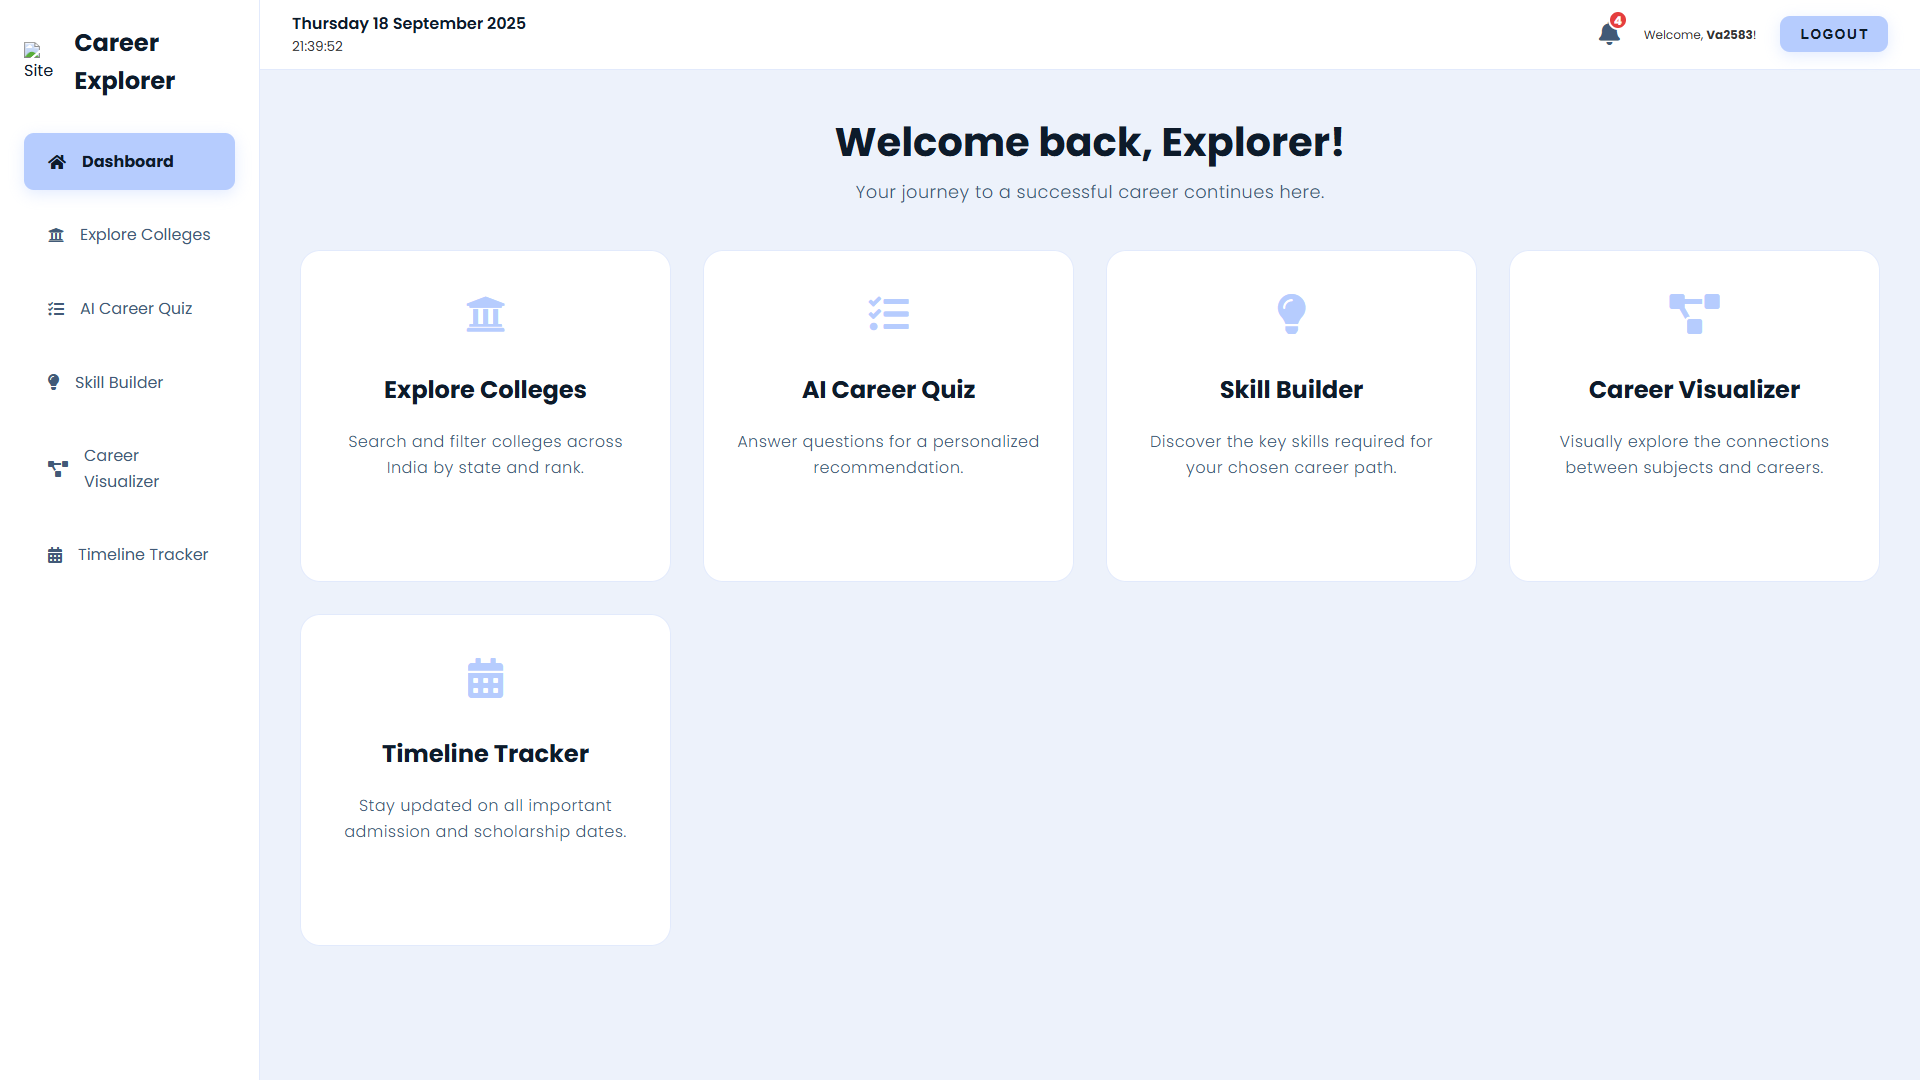 Site
Career
Explorer
Dashboard
Explore Colleges
AI Career Quiz
Skill Builder
Career
Visualizer
Timeline Tracker
Thursday 18 September 2025
21:39:52
4
Welcome, Va2583!
LOGOUT
Welcome back, Explorer!
Your journey to a successful career continues here.
Explore Colleges
Search and filter colleges across
India by state and rank.
AI Career Quiz
Answer questions for a personalized
recommendation.
Skill Builder
Discover the key skills required for
your chosen career path.
Career Visualizer
Visually explore the connections
between subjects and careers.
Timeline Tracker
Stay updated on all important
admission and scholarship dates.